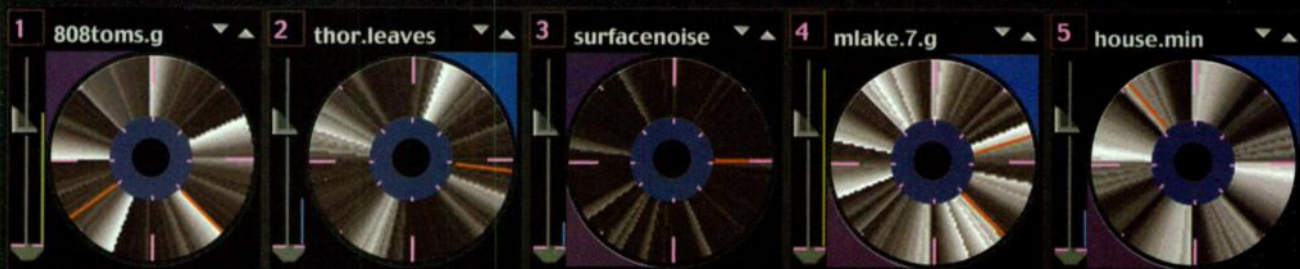 1 808toms.g
2 thor.leaves
3 surfacenoise
4 mlake.7.g
5 house.min